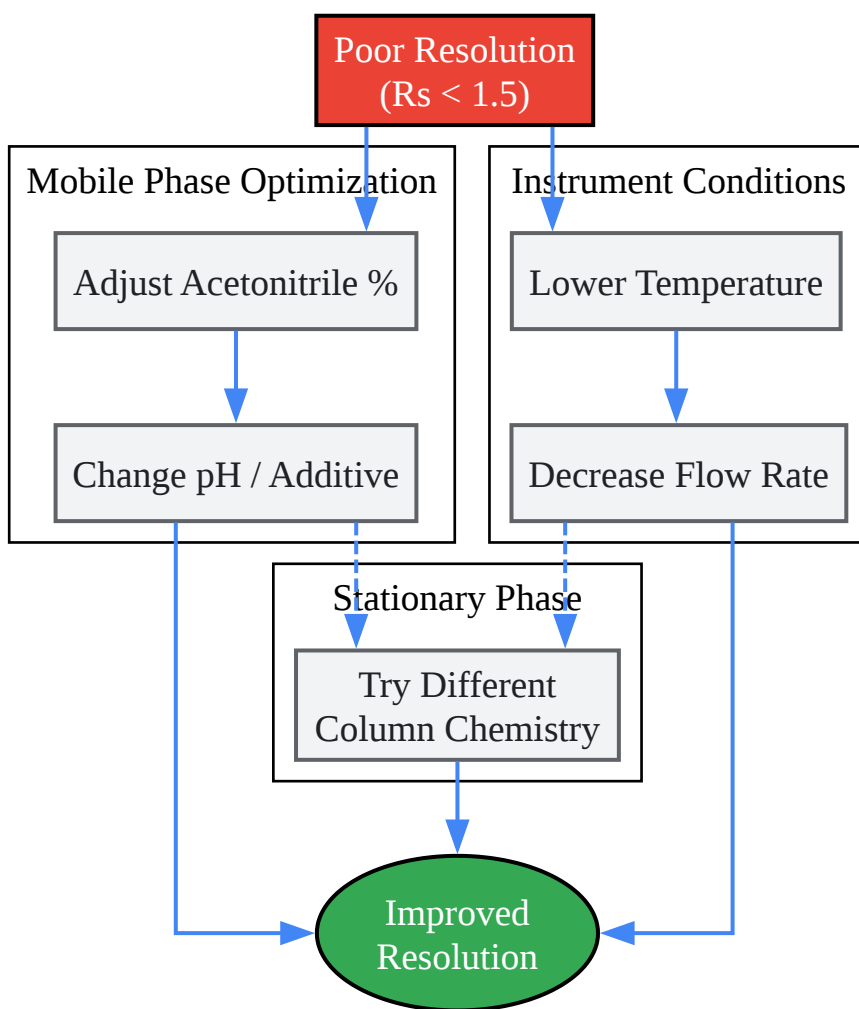 Poor Resolution
(Rs < 1.5)
Mobile Phase Optimization
Instrument Conditions
Adjust Acetonitrile %
Lower Temperature
Change pH / Additive
Decrease Flow Rate
Stationary Phase
Try Different
Column Chemistry
Improved
Resolution